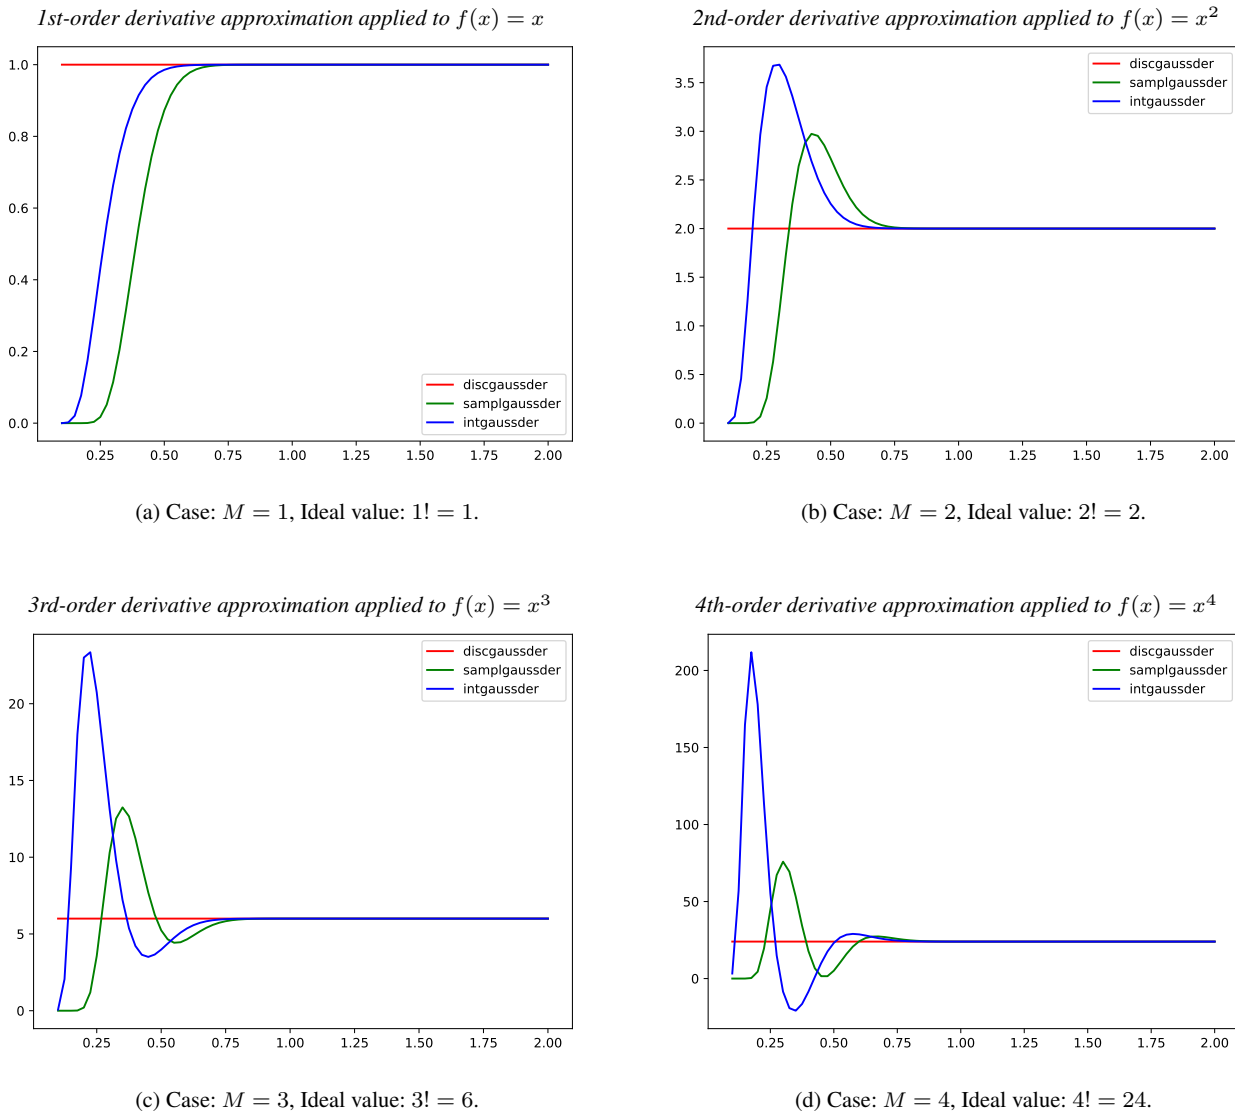 1st-order derivative approximation applied to f(x) = x
1.0
0.8
0.6
0.4
0.2
0.0
discgaussder
samplgaussder
intgaussder
0.25 0.50 0.75 1.00 1.25 1.50 1.75 2.00
(a) Case: M = 1, Ideal value: 1! = 1.
2nd-order derivative approximation applied to f(x) = x²
discgaussder
samplgaussder
intgaussder
3.5
3.0
2.5
2.0
1.5
1.0
0.5
0.0
0.25 0.50 0.75 1.00 1.25 1.50 1.75 2.00
(b) Case: M = 2, Ideal value: 2! = 2.
3rd-order derivative approximation applied to f(x) = x³
discgaussder
samplgaussder
intgaussder
20
15
10
5
0
0.25 0.50 0.75 1.00 1.25 1.50 1.75 2.00
(c) Case: M = 3, Ideal value: 3! = 6.
4th-order derivative approximation applied to f(x) = x⁴
discgaussder
samplgaussder
intgaussder
200
150
100
50
0
0.25 0.50 0.75 1.00 1.25 1.50 1.75 2.00
(d) Case: M = 4, Ideal value: 4! = 24.